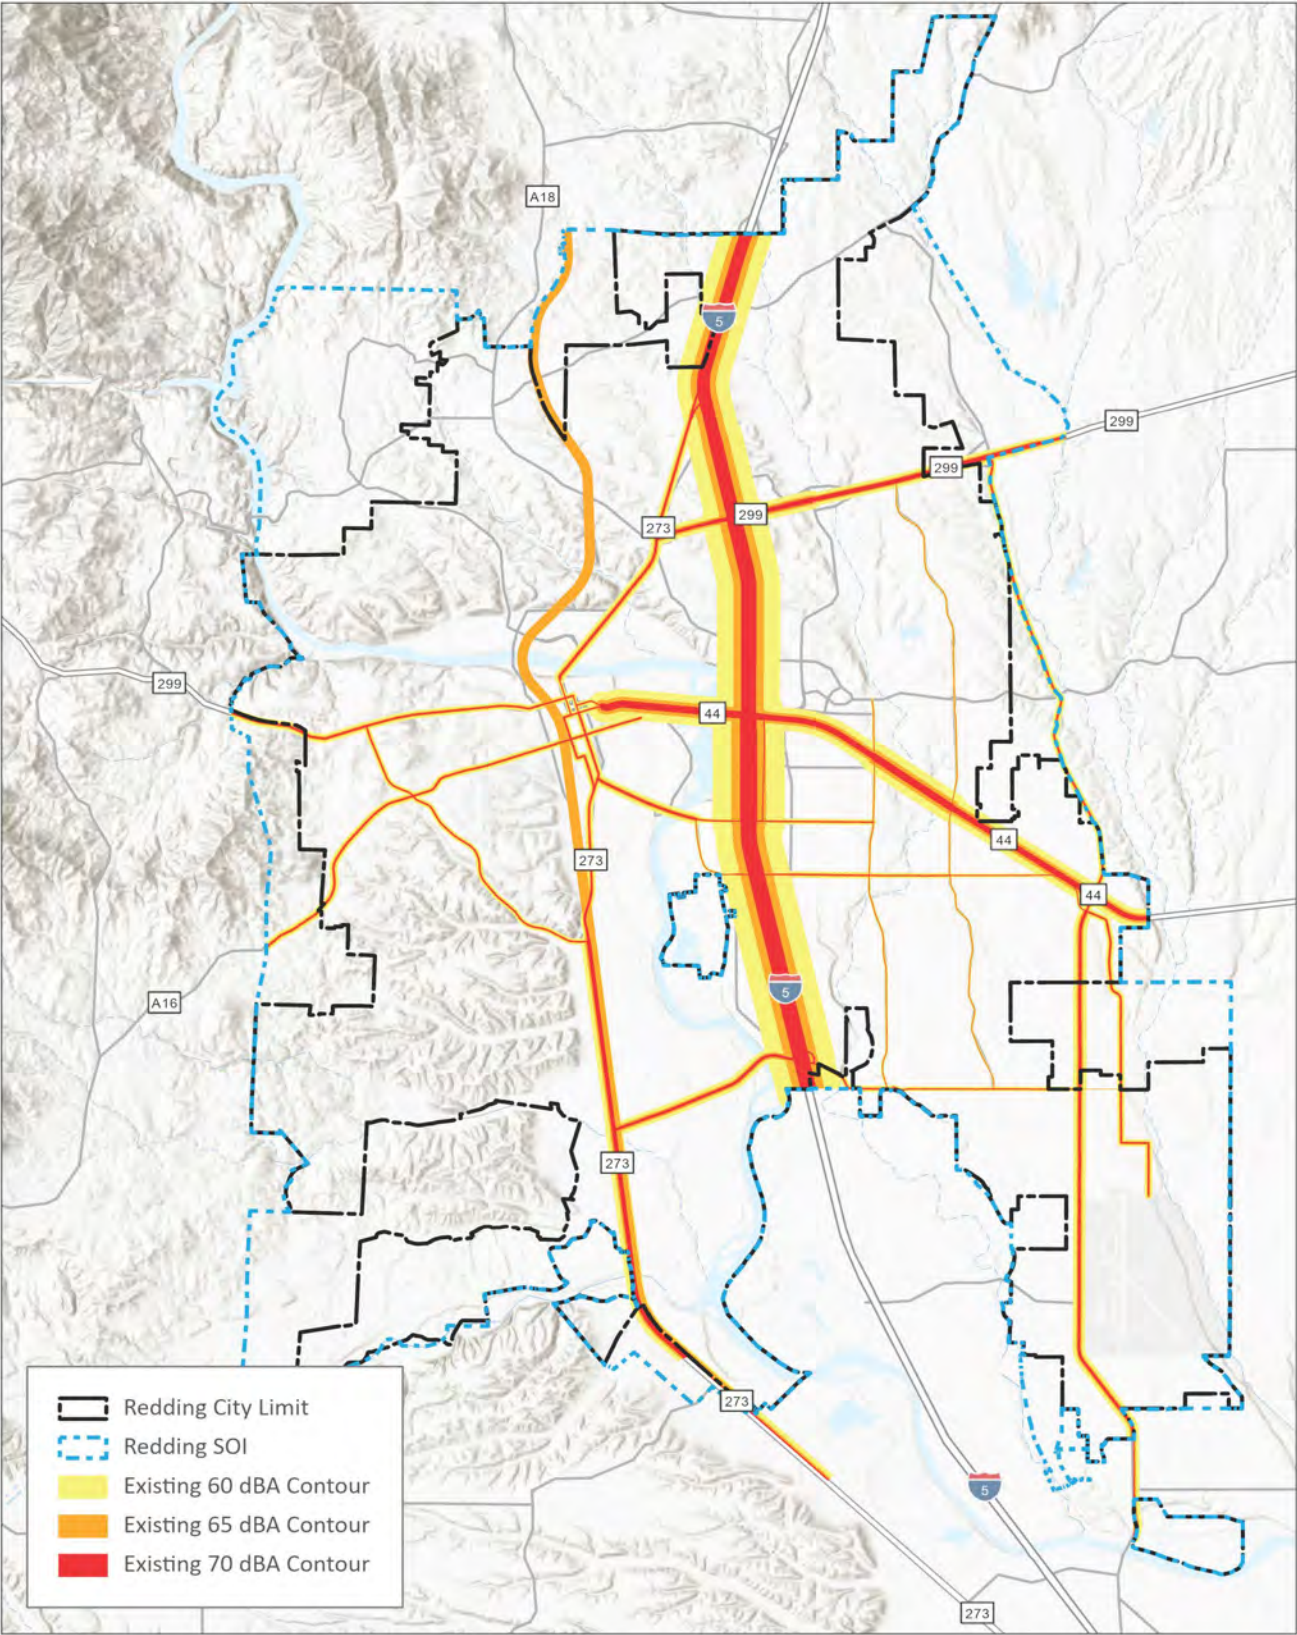 A18
5
299
299
273
299
299
44
273
44
44
A16
5
273
273
5
273
Redding City Limit
Redding SOI
Existing 60 dBA Contour
Existing 65 dBA Contour
Existing 70 dBA Contour